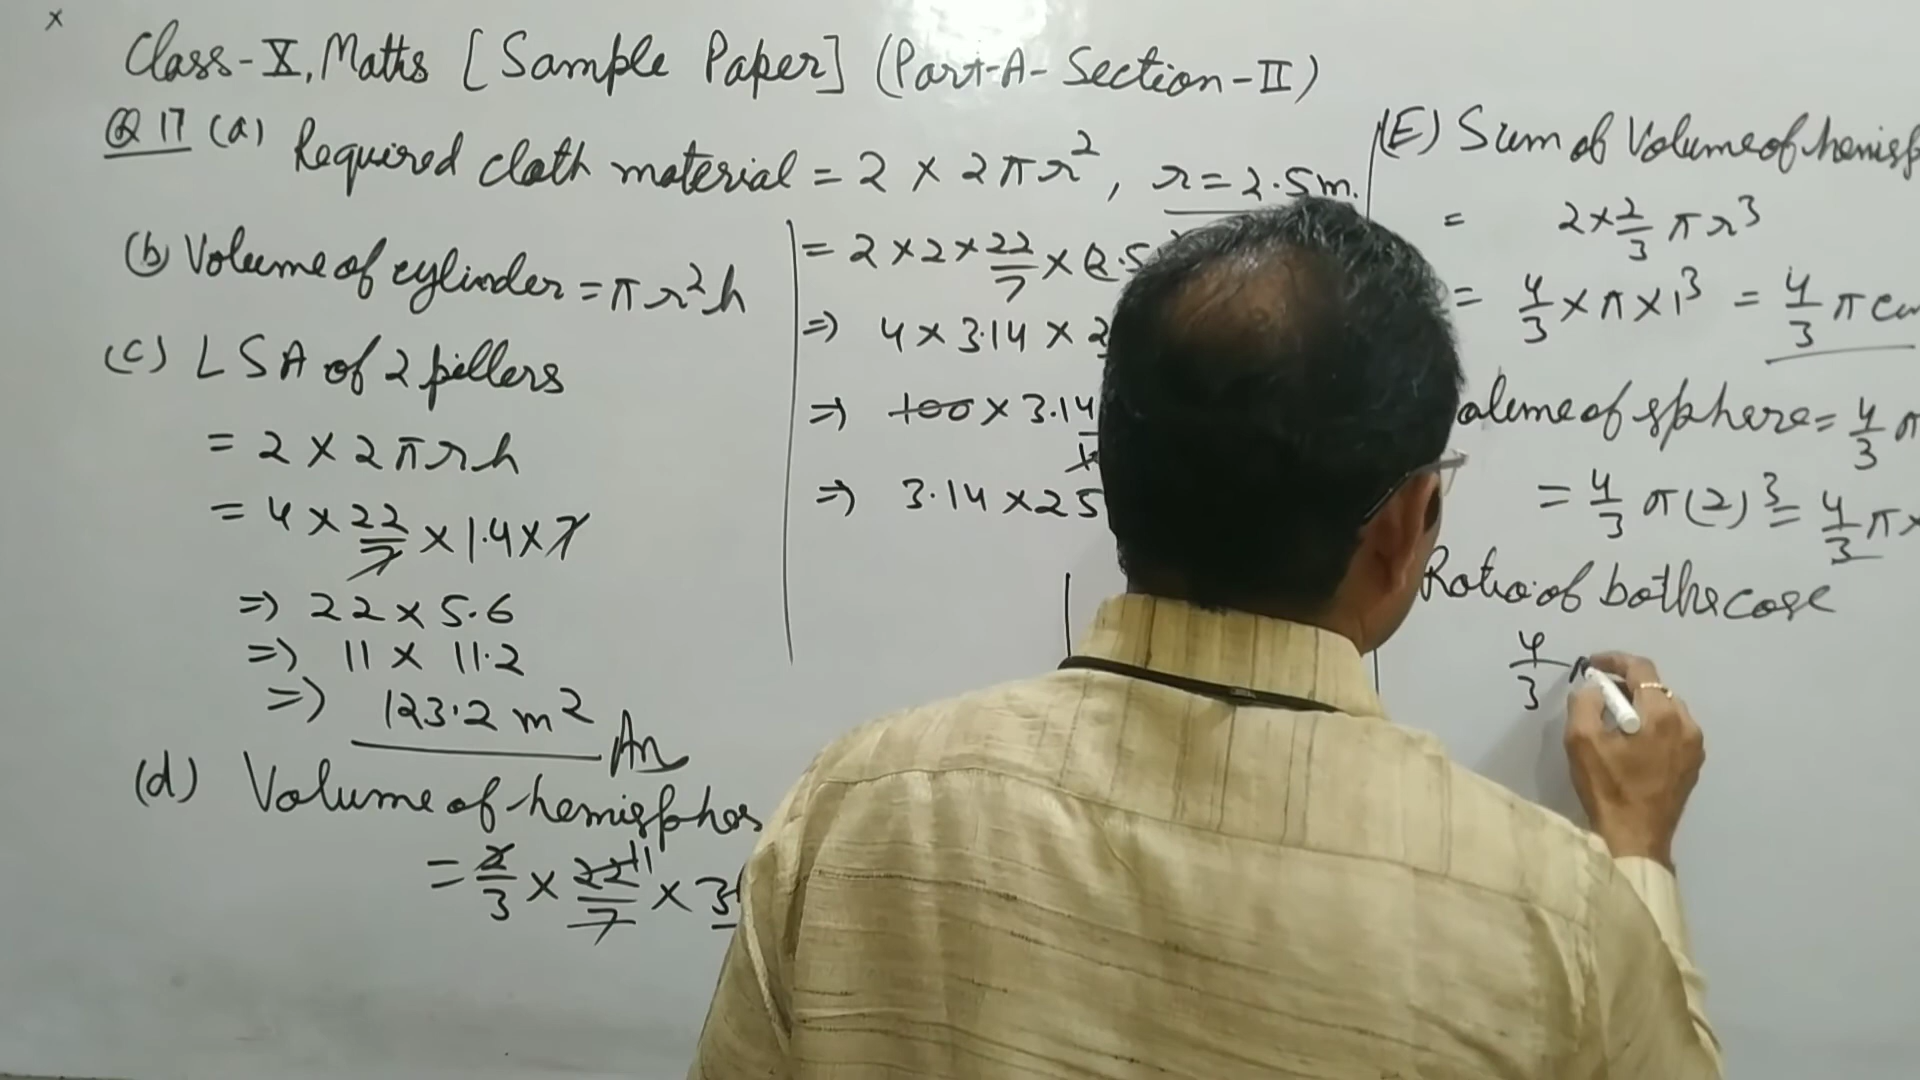 Class-X, Maths [Sample Paper] (Part-A-Section-II)
Q 17 (a) Required cloth material = 2 × 2πr², r = 2.5m.
= 2 × 2 × 22/7 × (2.5
⇒ 4 × 3.14 × 2
⇒ 100 × 3.14
⇒ 3.14 × 25
(b) Volume of cylinder = πr²h
(c) LSA of 2 pillers
= 2 × 2πrh
= 4 × 22/7 × 1.4 × 7
⇒ 22 × 5.6
⇒ 11 × 11.2
⇒ 123.2 m² An
(d) Volume of hemisphere
= 2/3 × 22/7 11 × 3
(E) Sum of Volume of hemisp
= 2 × 2/3 πr³
= 4/3 × π × 1³ = 4/3 π cm
olume of sphere = 4/3 π
= 4/3 π(2)³ = 4/3 π ×
Ratio of both case
4/3 π